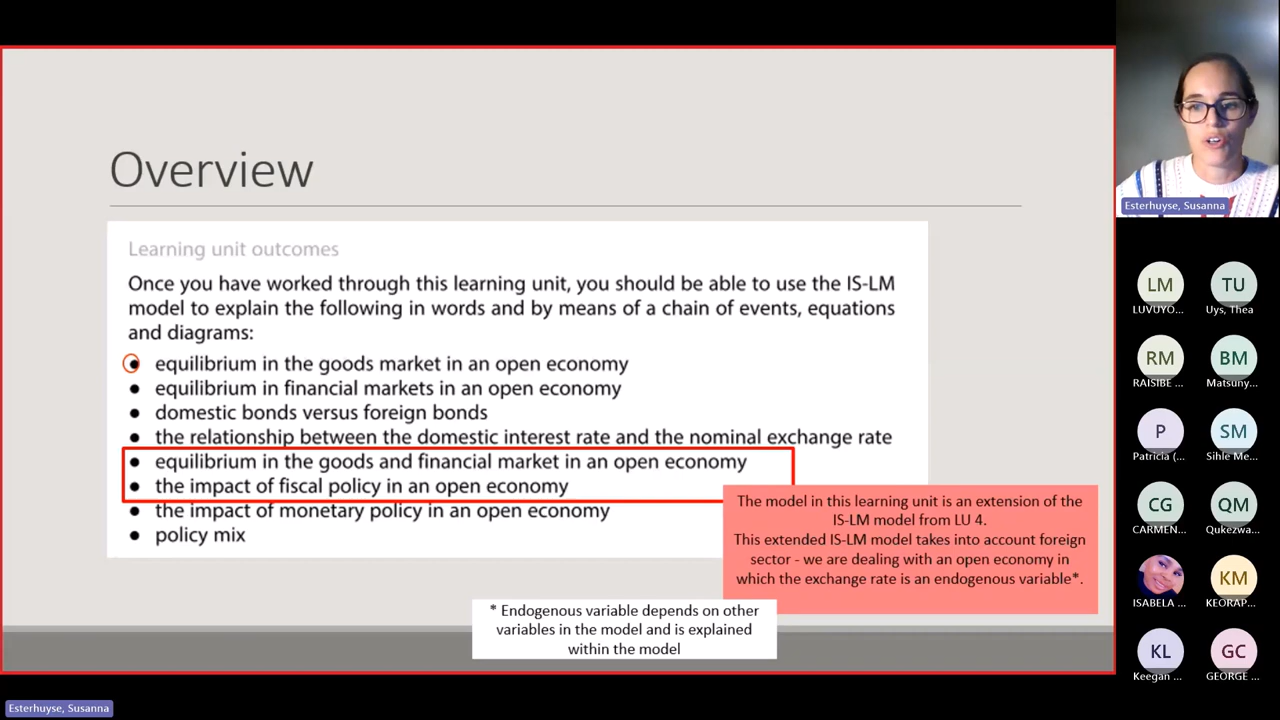 Overview
Learning unit outcomes
Once you have worked through this learning unit, you should be able to use the IS-LM
model to explain the following in words and by means of a chain of events, equations
and diagrams:
● equilibrium in the goods market in an open economy
● equilibrium in financial markets in an open economy
● domestic bonds versus foreign bonds
● the relationship between the domestic interest rate and the nominal exchange rate
● equilibrium in the goods and financial market in an open economy
● the impact of fiscal policy in an open economy
● the impact of monetary policy in an open economy
● policy mix
The model in this learning unit is an extension of the
IS-LM model from LU 4.
This extended IS-LM model takes into account foreign
sector - we are dealing with an open economy in
which the exchange rate is an endogenous variable*.
* Endogenous variable depends on other
variables in the model and is explained
within the model
Esterhuyse, Susanna
Esterhuyse, Susanna
LM
LUVUYO...
TU
Uys, Thea
RM
RAISIBE ...
BM
Matsuny...
P
Patricia (...
SM
Sihle Me...
CG
CARMEN...
QM
Qukezwa...
ISABELA ...
KM
KEORAP...
KL
Keegan ...
GC
GEORGE ...